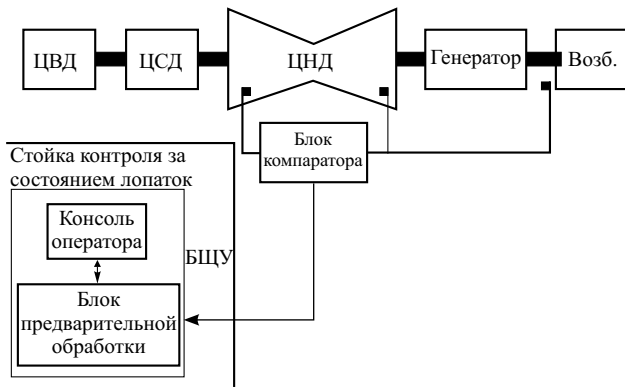 ЦВД
ЦСД
ЦНД
Генератор
Возб.
Блок
компаратора
Стойка контроля за
состоянием лопаток
Консоль
оператора
БЩУ
Блок
предварительной
обработки